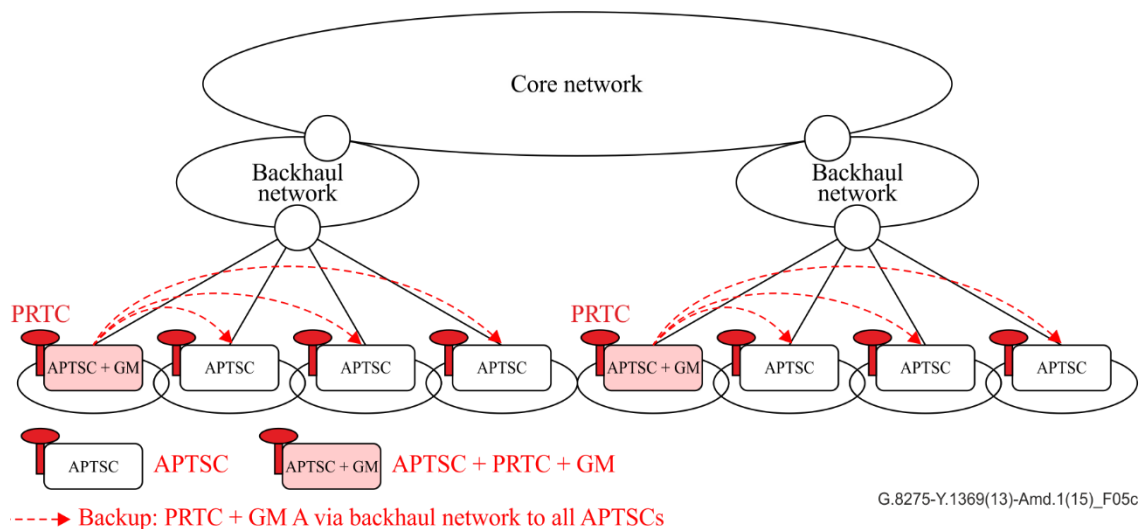 Core network
Backhaul
network
Backhaul
network
PRTC
PRTC
APTSC + GM
APTSC
APTSC
APTSC
APTSC + GM
APTSC
APTSC
APTSC
APTSC
APTSC
APTSC + GM
APTSC + PRTC + GM
G.8275-Y.1369(13)-Amd.1(15)_F05c
Backup: PRTC + GM A via backhaul network to all APTSCs